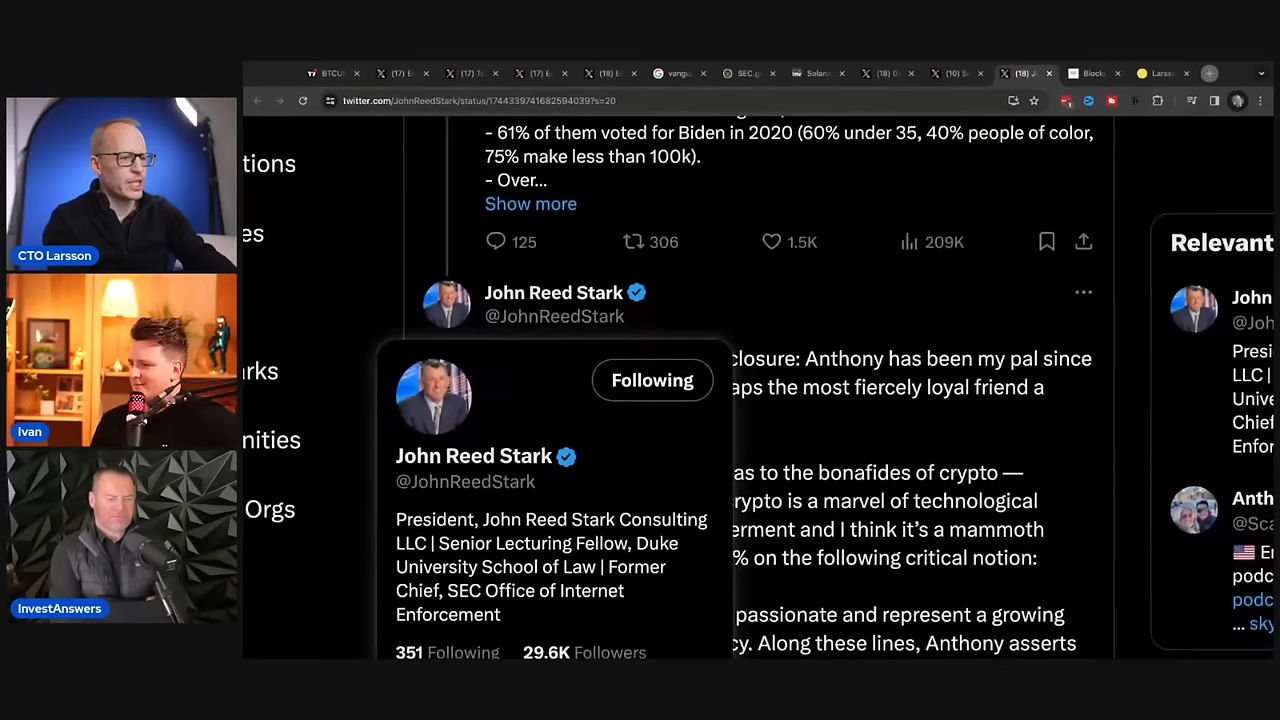 BTCU
(17) E
(17) T
(17) E
(18) E
vangu
SEC.g
Solan
(18) 0
(10) S
(18) J
Block
Larss
twitter.com/JohnReedStark/status/1744339741682594039?s=20
CTO Larsson
Ivan
InvestAnswers
tions
es
rks
nities
Orgs
- 61% of them voted for Biden in 2020 (60% under 35, 40% people of color,
75% make less than 100k).
- Over...
Show more
125
306
1.5K
209K
John Reed Stark
@JohnReedStark
closure: Anthony has been my pal since
aps the most fiercely loyal friend a
as to the bonafides of crypto —
rypto is a marvel of technological
erment and I think it's a mammoth
% on the following critical notion:
passionate and represent a growing
cy. Along these lines, Anthony asserts
Following
John Reed Stark
@JohnReedStark
President, John Reed Stark Consulting
LLC | Senior Lecturing Fellow, Duke
University School of Law | Former
Chief, SEC Office of Internet
Enforcement
351 Following
29.6K Followers
Relevant
John
@Joh
Presi
LLC |
Unive
Chief
Enfor
Anth
@Sca
En
podc
podc
... sky